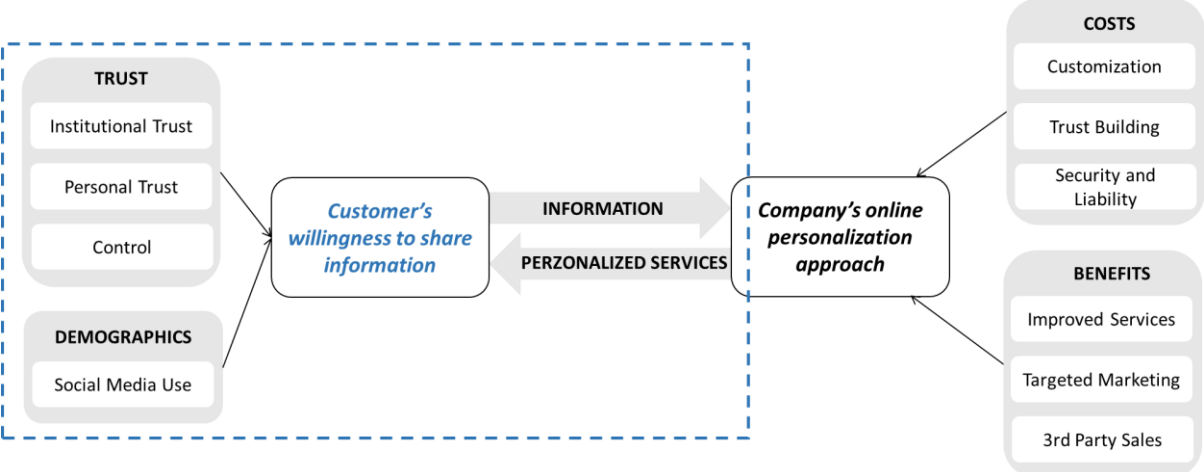 TRUST
Institutional Trust
Personal Trust
Control
DEMOGRAPHICS
Social Media Use
Customer’s
willingness to share
information
INFORMATION
PERZONALIZED SERVICES
Company’s online
personalization
approach
COSTS
Customization
Trust Building
Security and
Liability
BENEFITS
Improved Services
Targeted Marketing
3rd Party Sales